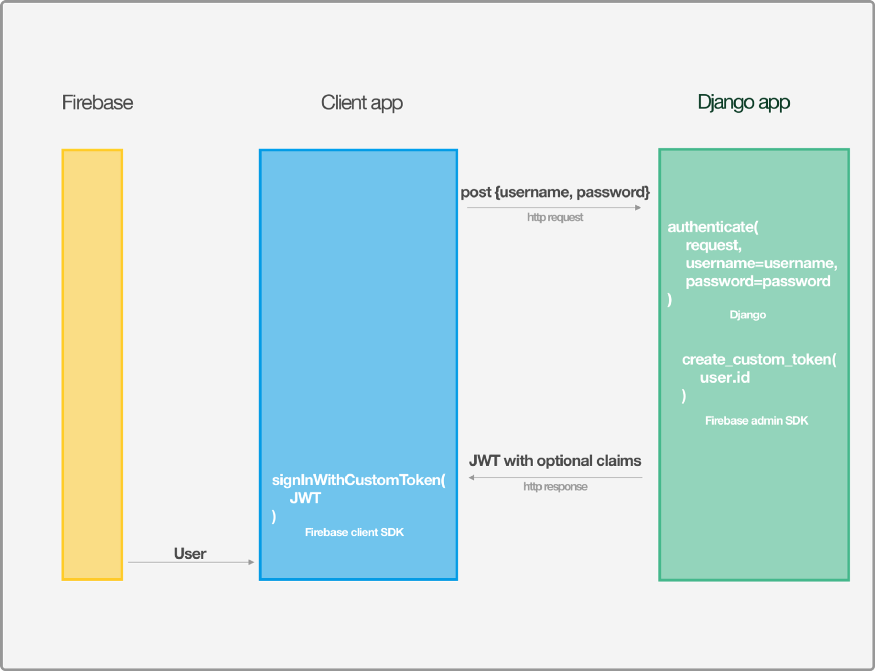 Firebase
Client app
Django app
post {username, password}
http request
authenticate(
request,
username=username,
password=password
)
Django
create_custom_token(
user.id
)
Firebase admin SDK
JWT with optional claims
http response
signInWithCustomToken(
JWT
)
Firebase client SDK
User